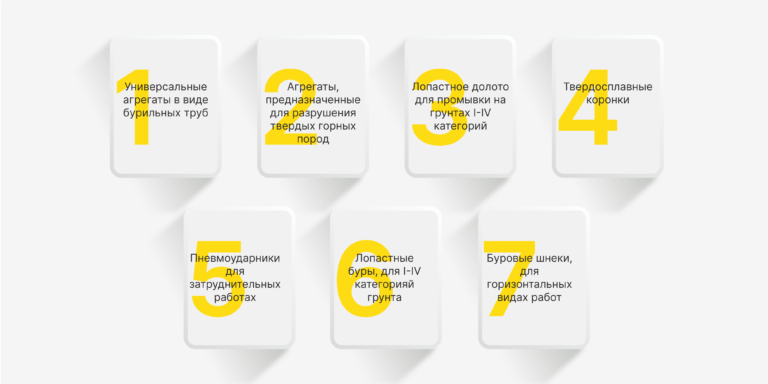 1
Универсальные
агрегаты в виде
бурильных труб
2
Агрегаты,
предназначенные
для разрушения
твердых горных
пород
3
Лопастное долото
для промывки на
грунтах I-IV
категорий
4
Твердосплавные
коронки
5
Пневмоударники
для
затруднительных
работах
6
Лопастные
буры, для I-IV
категорияй
грунта
7
Буровые шнеки,
для
горизонтальных
видах работ